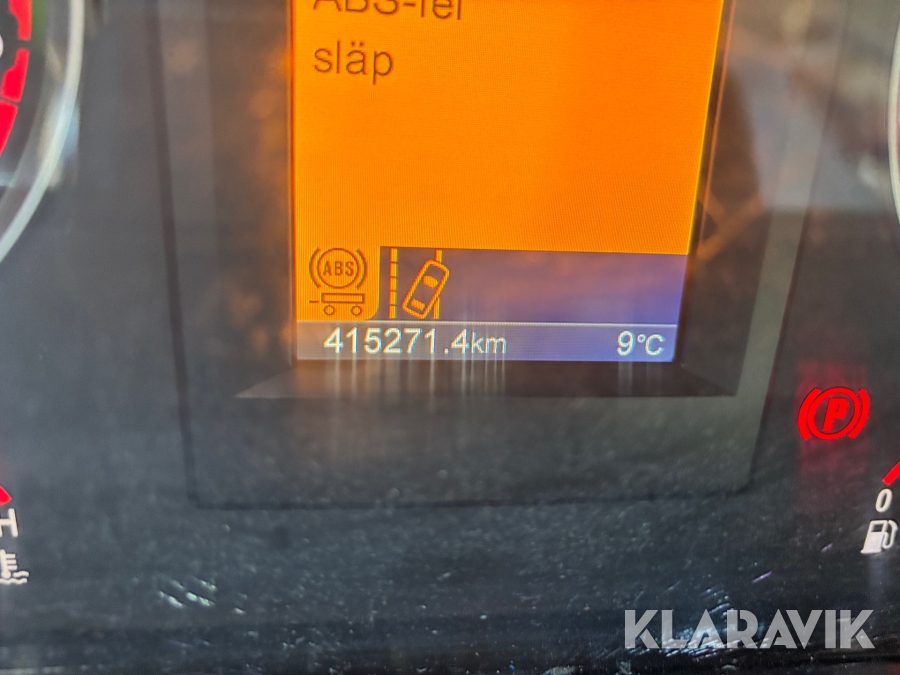 ABS-fel
släp
ABS
415271.4km 9°C
P
H
0
KLARAVIK